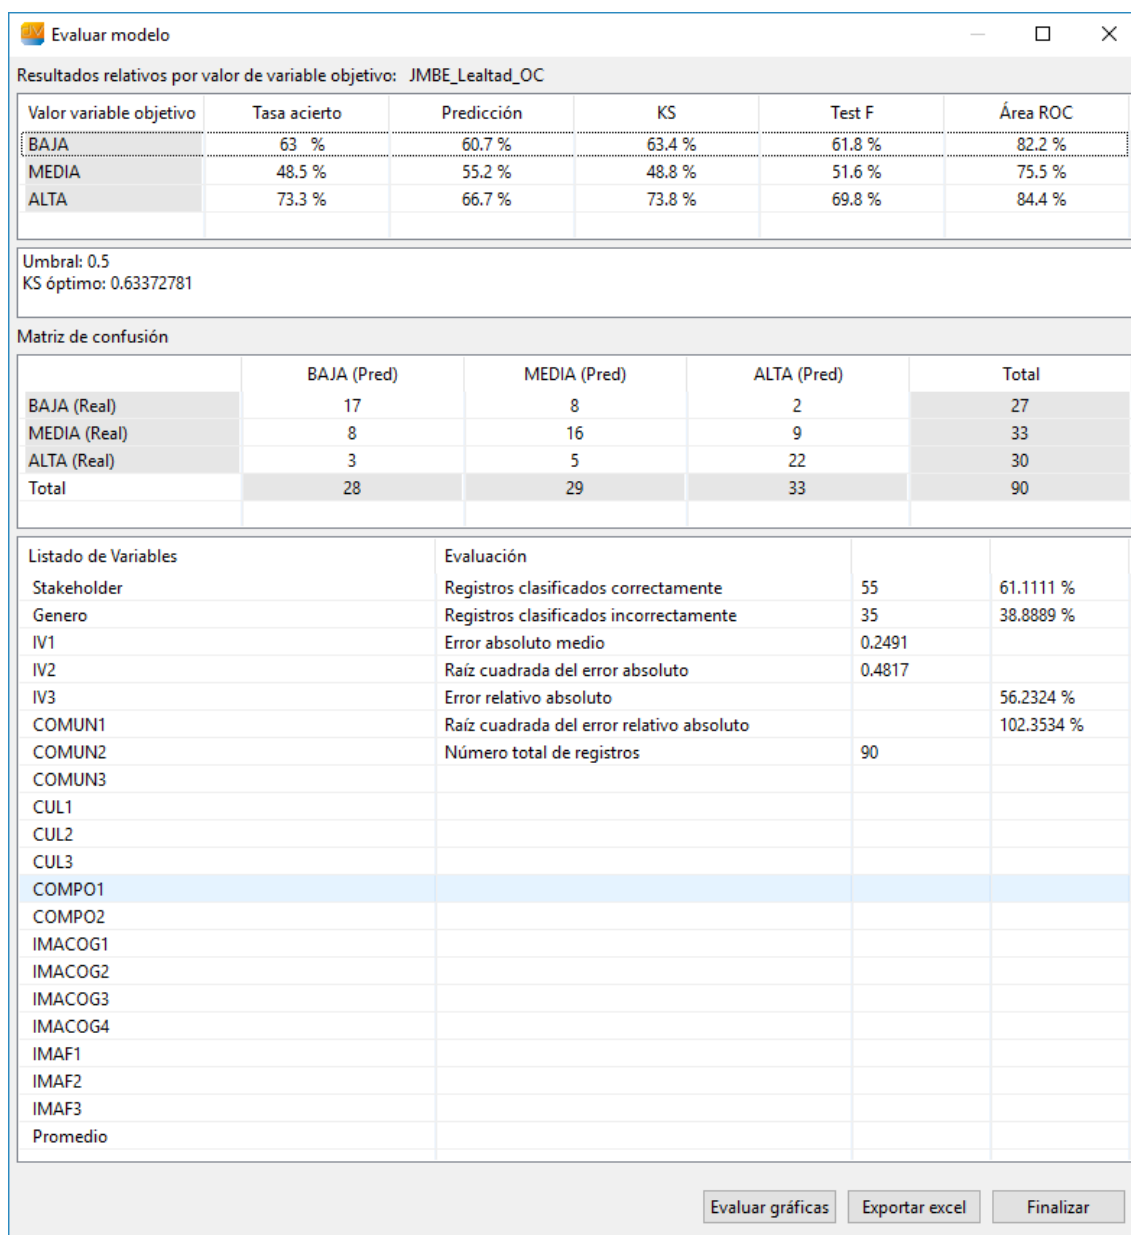 Evaluar modelo
Resultados relativos por valor de variable objetivo: JMBE_Lealtad_OC
Valor variable objetivo Tasa acierto Predicción KS Test F Área ROC
BAJA 63 % 60.7 % 63.4 % 61.8 % 82.2 %
MEDIA 48.5 % 55.2 % 48.8 % 51.6 % 75.5 %
ALTA 73.3 % 66.7 % 73.8 % 69.8 % 84.4 %
Umbral: 0.5
KS óptimo: 0.63372781
Matriz de confusión
BAJA (Pred) MEDIA (Pred) ALTA (Pred) Total
BAJA (Real) 17 8 2 27
MEDIA (Real) 8 16 9 33
ALTA (Real) 3 5 22 30
Total 28 29 33 90
Listado de Variables Evaluación
Stakeholder Registros clasificados correctamente 55 61.1111 %
Genero Registros clasificados incorrectamente 35 38.8889 %
IV1 Error absoluto medio 0.2491
IV2 Raíz cuadrada del error absoluto 0.4817
IV3 Error relativo absoluto 56.2324 %
COMUN1 Raíz cuadrada del error relativo absoluto 102.3534 %
COMUN2 Número total de registros 90
COMUN3
CUL1
CUL2
CUL3
COMPO1
COMPO2
IMACOG1
IMACOG2
IMACOG3
IMACOG4
IMAF1
IMAF2
IMAF3
Promedio
Evaluar gráficas Exportar excel Finalizar